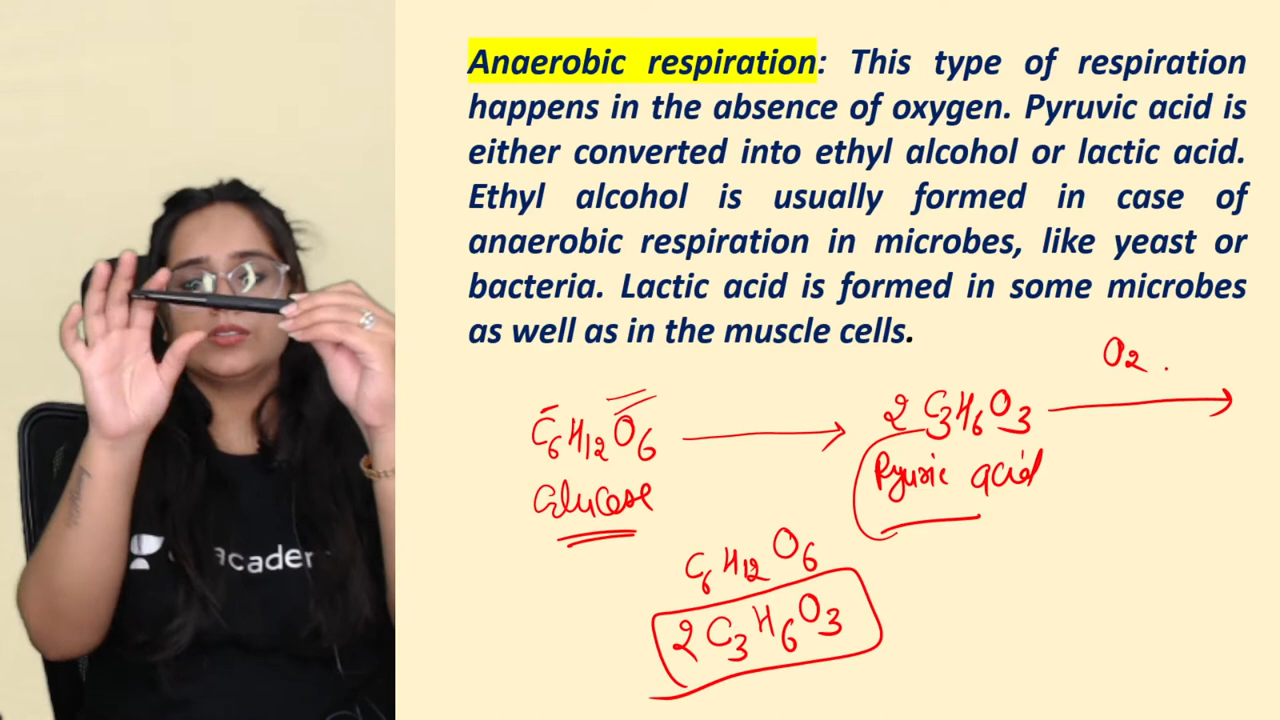 Anaerobic respiration: This type of respiration
happens in the absence of oxygen. Pyruvic acid is
either converted into ethyl alcohol or lactic acid.
Ethyl alcohol is usually formed in case of
anaerobic respiration in microbes, like yeast or
bacteria. Lactic acid is formed in some microbes
as well as in the muscle cells.
O2 .
C6H12O6 → 2C3H6O3 →
Glucose
Pyuvic acid
C6H12O6
2C3H6O3
academ